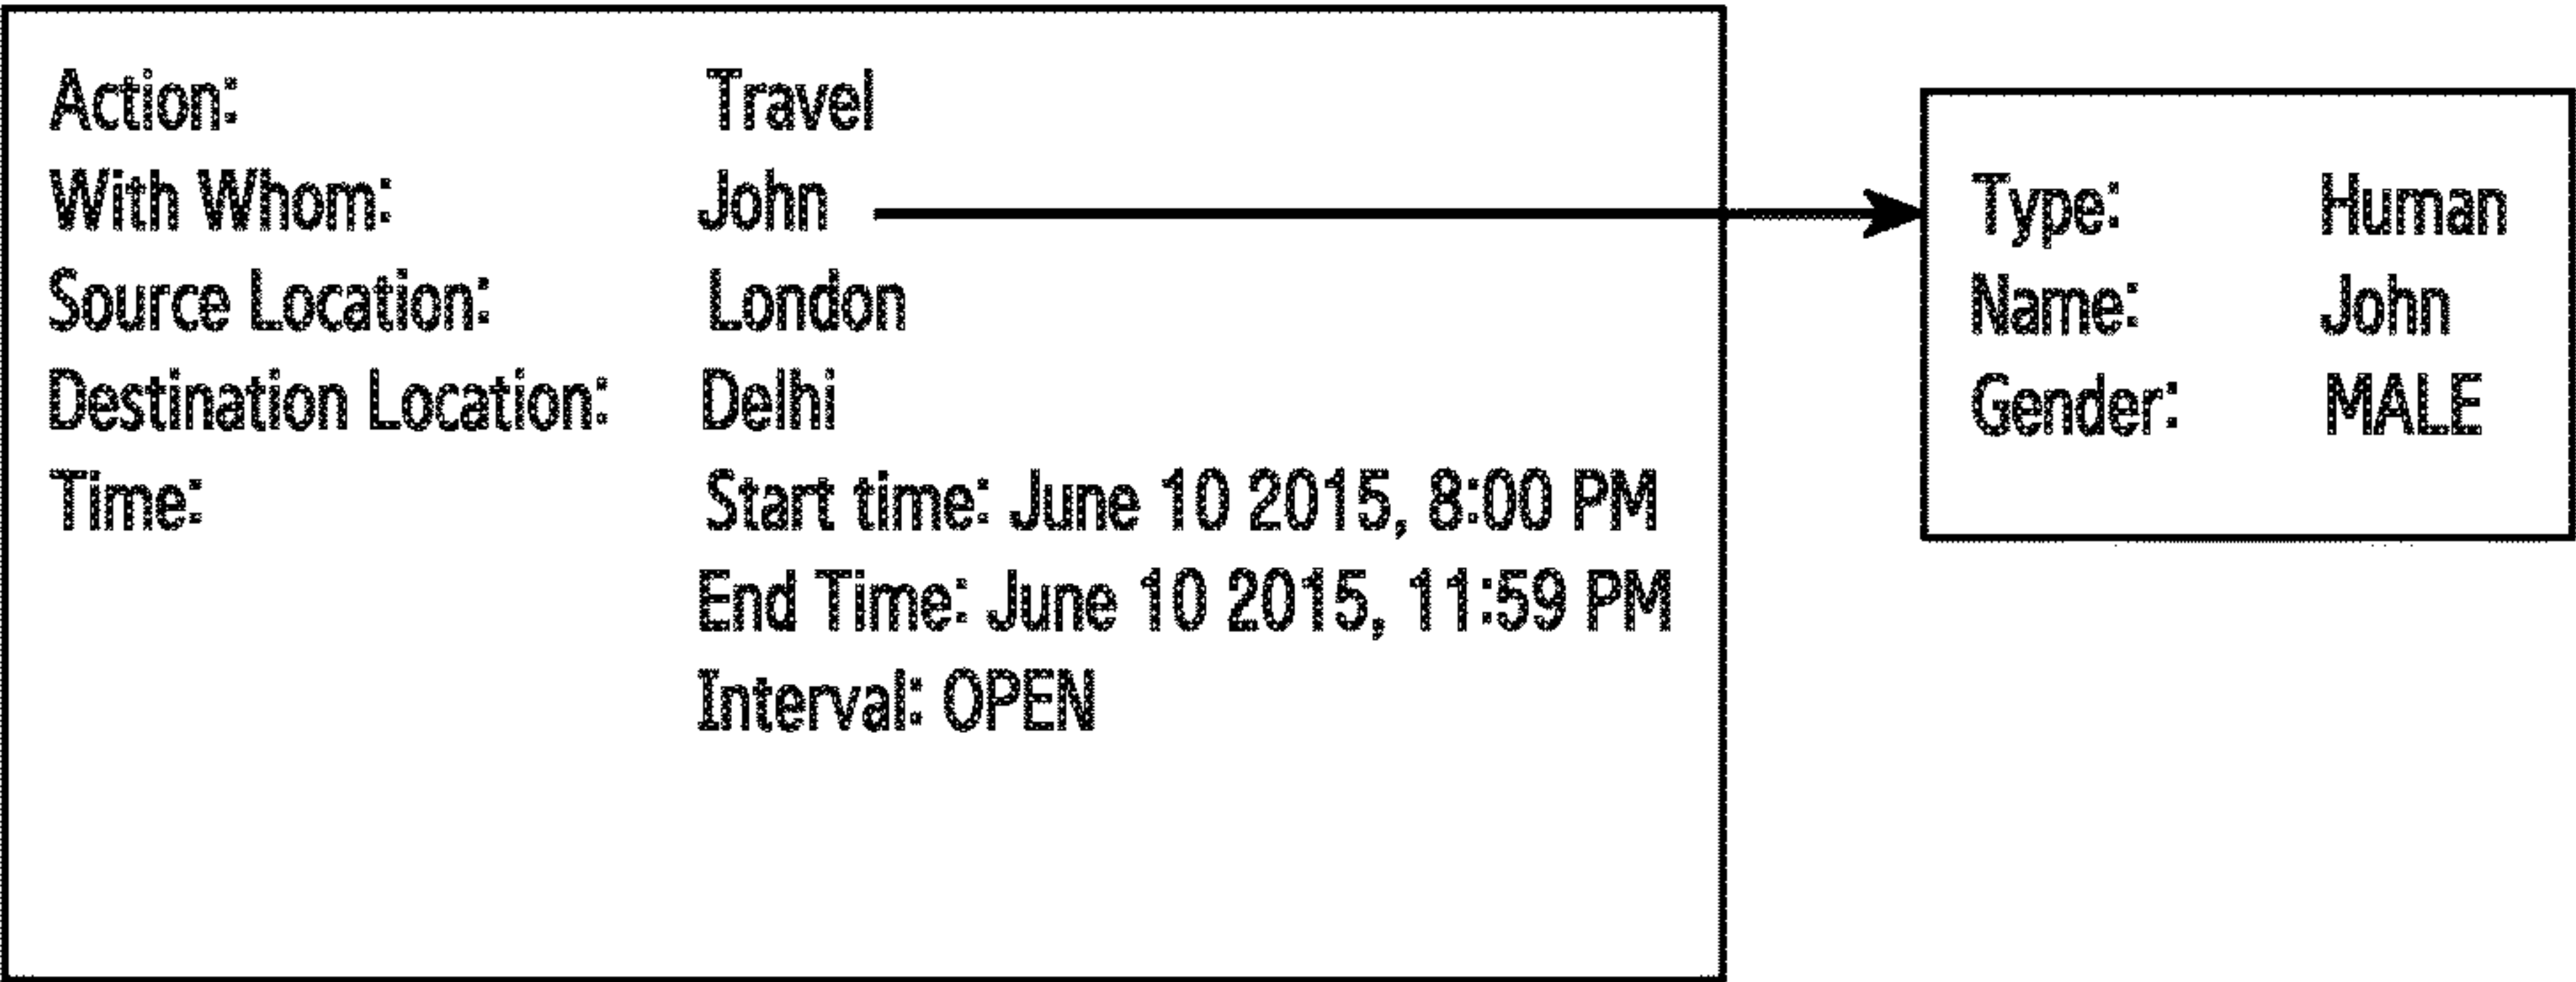 Action: Travel
With Whom: John
Source Location: London
Destination Location: Delhi
Time: Start time: June 10 2015, 8:00 PM
End Time: June 10 2015, 11:59 PM
Interval: OPEN
Type: Human
Name: John
Gender: MALE